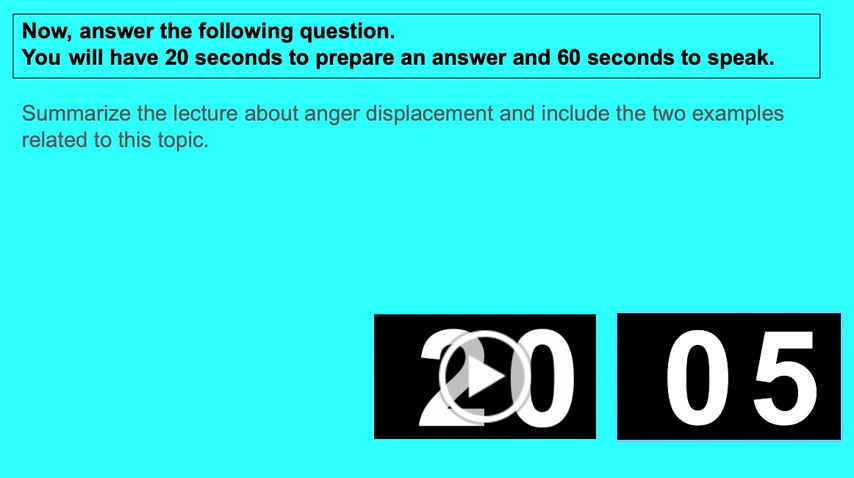 Now, answer the following question.
You will have 20 seconds to prepare an answer and 60 seconds to speak.
Summarize the lecture about anger displacement and include the two examples
related to this topic.
20
05